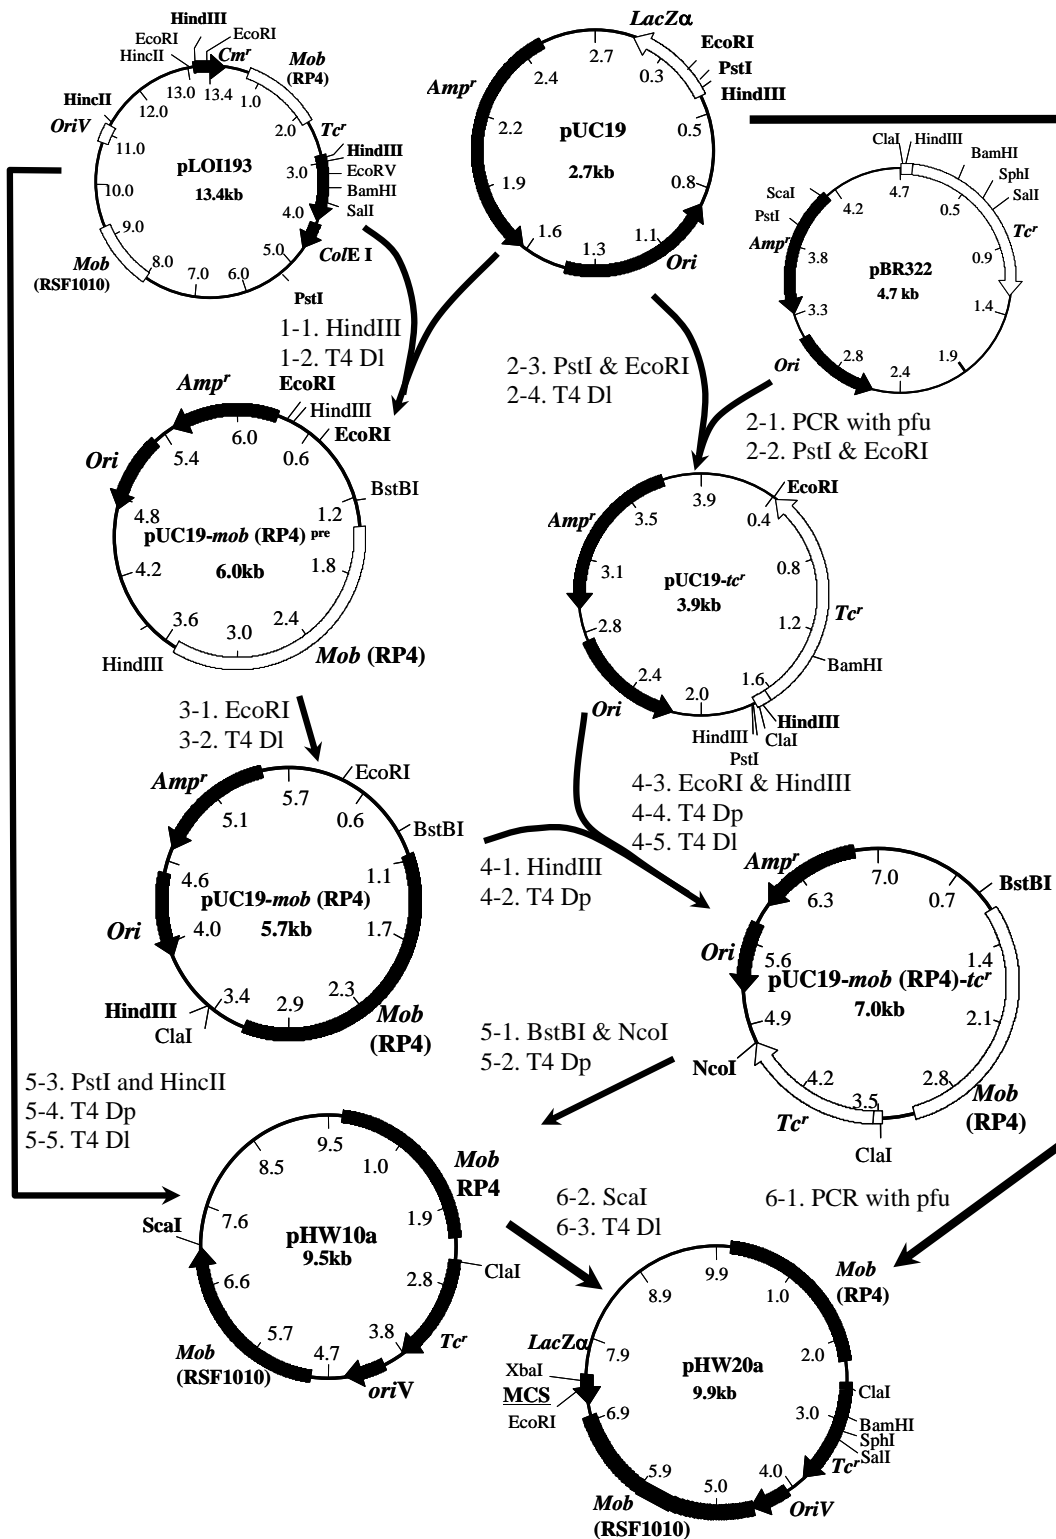 HindIII
EcoRI
EcoRI
HincII
Cmʳ
Mob
(RP4)
13.0
13.4
1.0
12.0
HincII
OriV
11.0
2.0
Tcʳ
HindIII
pLOI193
3.0
EcoRV
10.0
13.4kb
BamHI
SalI
4.0
9.0
ColE I
Mob
(RSF1010)
8.0
7.0
6.0
5.0
PstI
LacZα
2.7
EcoRI
PstI
HindIII
0.3
2.4
Ampʳ
2.2
pUC19
0.5
2.7kb
1.9
0.8
1.6
1.3
1.1
Ori
ClaI
HindIII
BamHI
SphI
SalI
ScaI
PstI
4.7
4.2
0.5
Ampʳ
Tcʳ
3.8
pBR322
0.9
4.7 kb
3.3
1.4
Ori
2.8
2.4
1.9
1-1. HindIII
1-2. T4 Dl
2-3. PstI & EcoRI
2-4. T4 Dl
2-1. PCR with pfu
2-2. PstI & EcoRI
Ampʳ
EcoRI
HindIII
EcoRI
6.0
0.6
5.4
Ori
BstBI
4.8
1.2
pUC19-mob (RP4) pre
6.0kb
4.2
1.8
3.6
3.0
2.4
HindIII
Mob (RP4)
EcoRI
3.9
0.4
3.5
Ampʳ
3.1
0.8
pUC19-tcʳ
3.9kb
Tcʳ
2.8
1.2
BamHI
2.4
1.6
Ori
2.0
HindIII
HindIII
ClaI
PstI
3-1. EcoRI
3-2. T4 Dl
4-3. EcoRI & HindIII
4-4. T4 Dp
4-5. T4 Dl
4-1. HindIII
4-2. T4 Dp
EcoRI
Ampʳ
5.7
5.1
0.6
BstBI
4.6
1.1
pUC19-mob (RP4)
5.7kb
Ori
4.0
1.7
HindIII
ClaI
3.4
2.9
2.3
Mob
(RP4)
Ampʳ
7.0
BstBI
6.3
0.7
Ori
5.6
1.4
pUC19-mob (RP4)-tcʳ
7.0kb
4.9
2.1
NcoI
4.2
3.5
2.8
Tcʳ
Mob
(RP4)
ClaI
5-1. BstBI & NcoI
5-2. T4 Dp
5-3. PstI and HincII
5-4. T4 Dp
5-5. T4 Dl
9.5
8.5
1.0
Mob
RP4
7.6
1.9
ScaI
pHW10a
9.5kb
ClaI
6.6
2.8
5.7
4.7
3.8
Tcʳ
Mob
(RSF1010)
oriV
6-2. ScaI
6-3. T4 Dl
6-1. PCR with pfu
9.9
8.9
1.0
Mob
(RP4)
LacZα
7.9
2.0
XbaI
pHW20a
9.9kb
MCS
EcoRI
ClaI
6.9
3.0
BamHI
SphI
SalI
5.9
5.0
4.0
Tcʳ
Mob
(RSF1010)
OriV